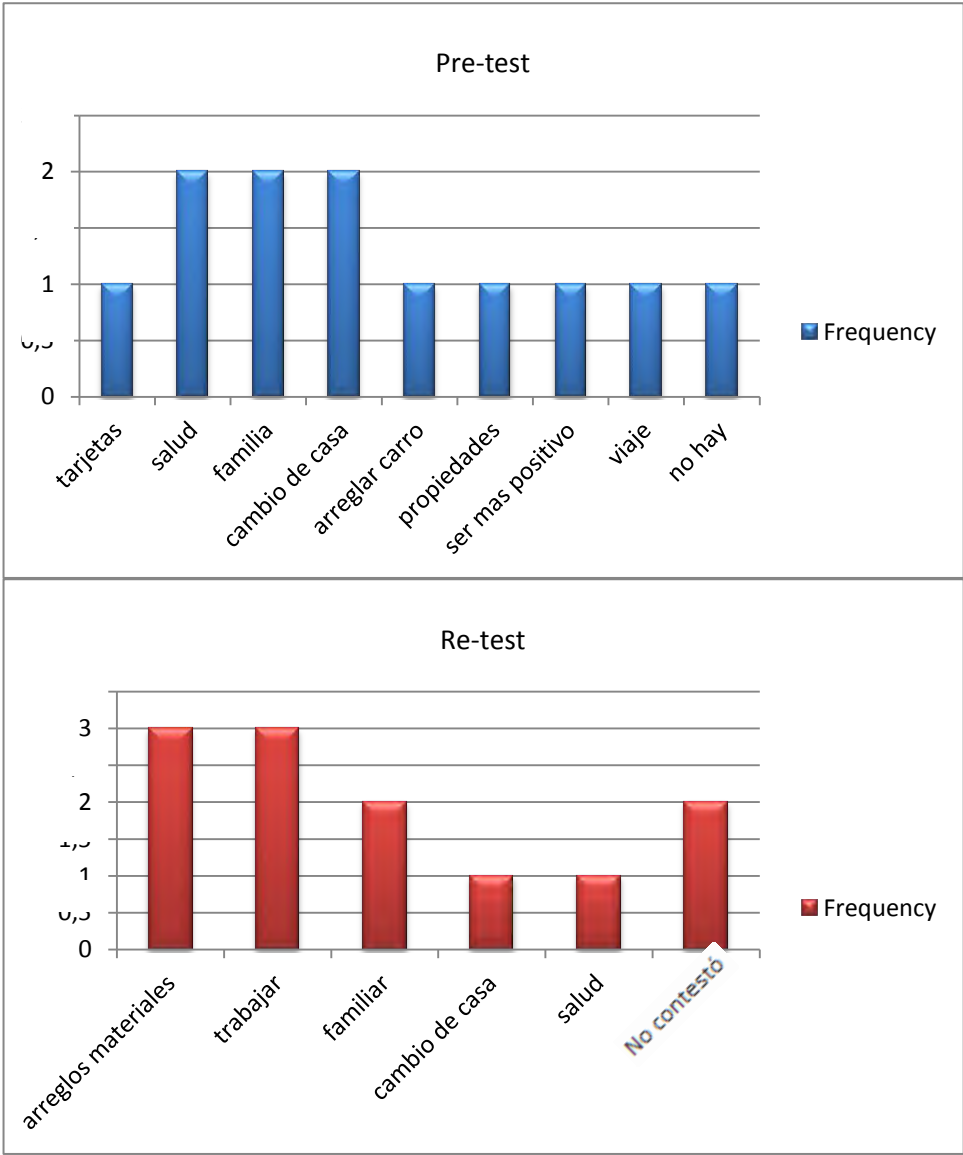 Pre-test
2
1
0
Frequency
tarjetas
salud
familia
cambio de casa
arreglar carro
propiedades
ser mas positivo
viaje
no hay
Re-test
3
2
1
0
Frequency
arreglos materiales
trabajar
familiar
cambio de casa
salud
No contestó